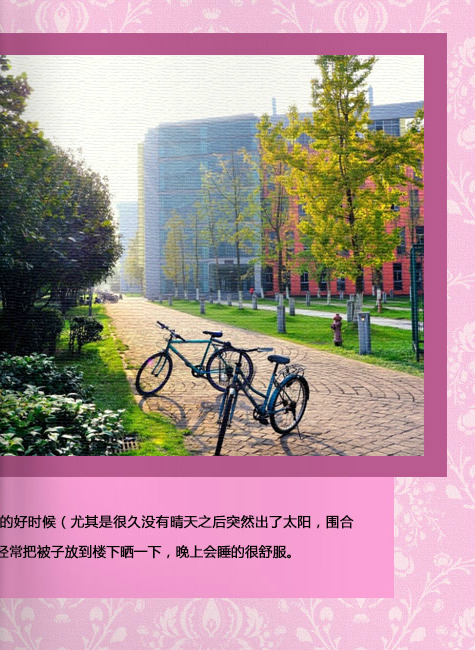 的好时候（尤其是很久没有晴天之后突然出了太阳，围合
经常把被子放到楼下晒一下，晚上会睡的很舒服。